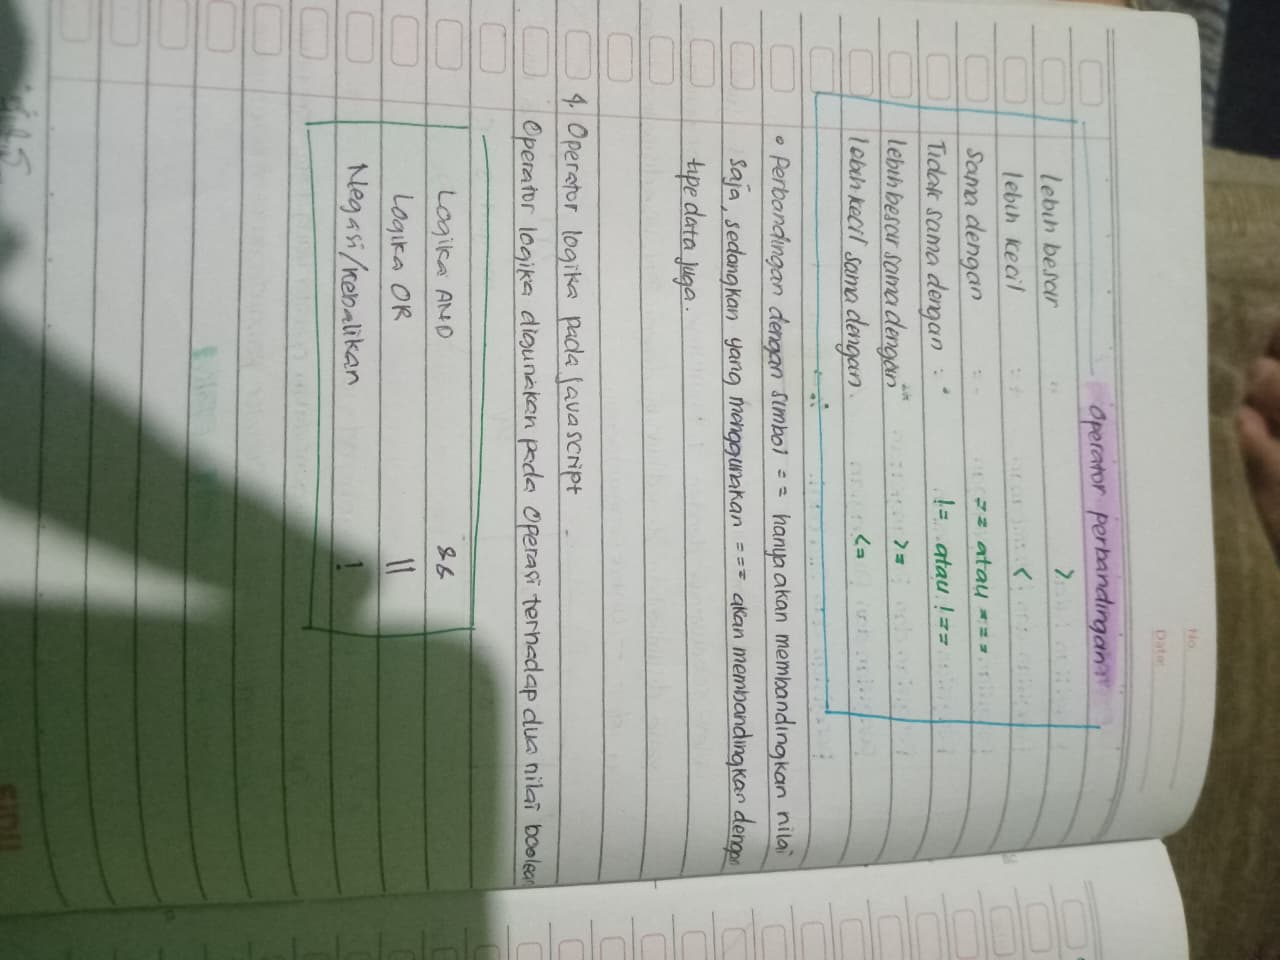 No.
Date:
Operator perbandingan
lebih besar >
lebih kecil <
Sama dengan == atau ===
Tidak sama dengan : != atau !==
lebih besar sama dengan >=
lebih kecil sama dengan <=
• Perbandingan dengan simbol == hanya akan membandingkan nilai
saja, sedangkan yang menggunakan === akan membandingkan dengan
tipe data juga.
4. Operator logika pada javascript
Operator logika digunakan pada operasi terhadap dua nilai boolean
Logika AND &&
Logika OR ||
Negasi/kebalikan !